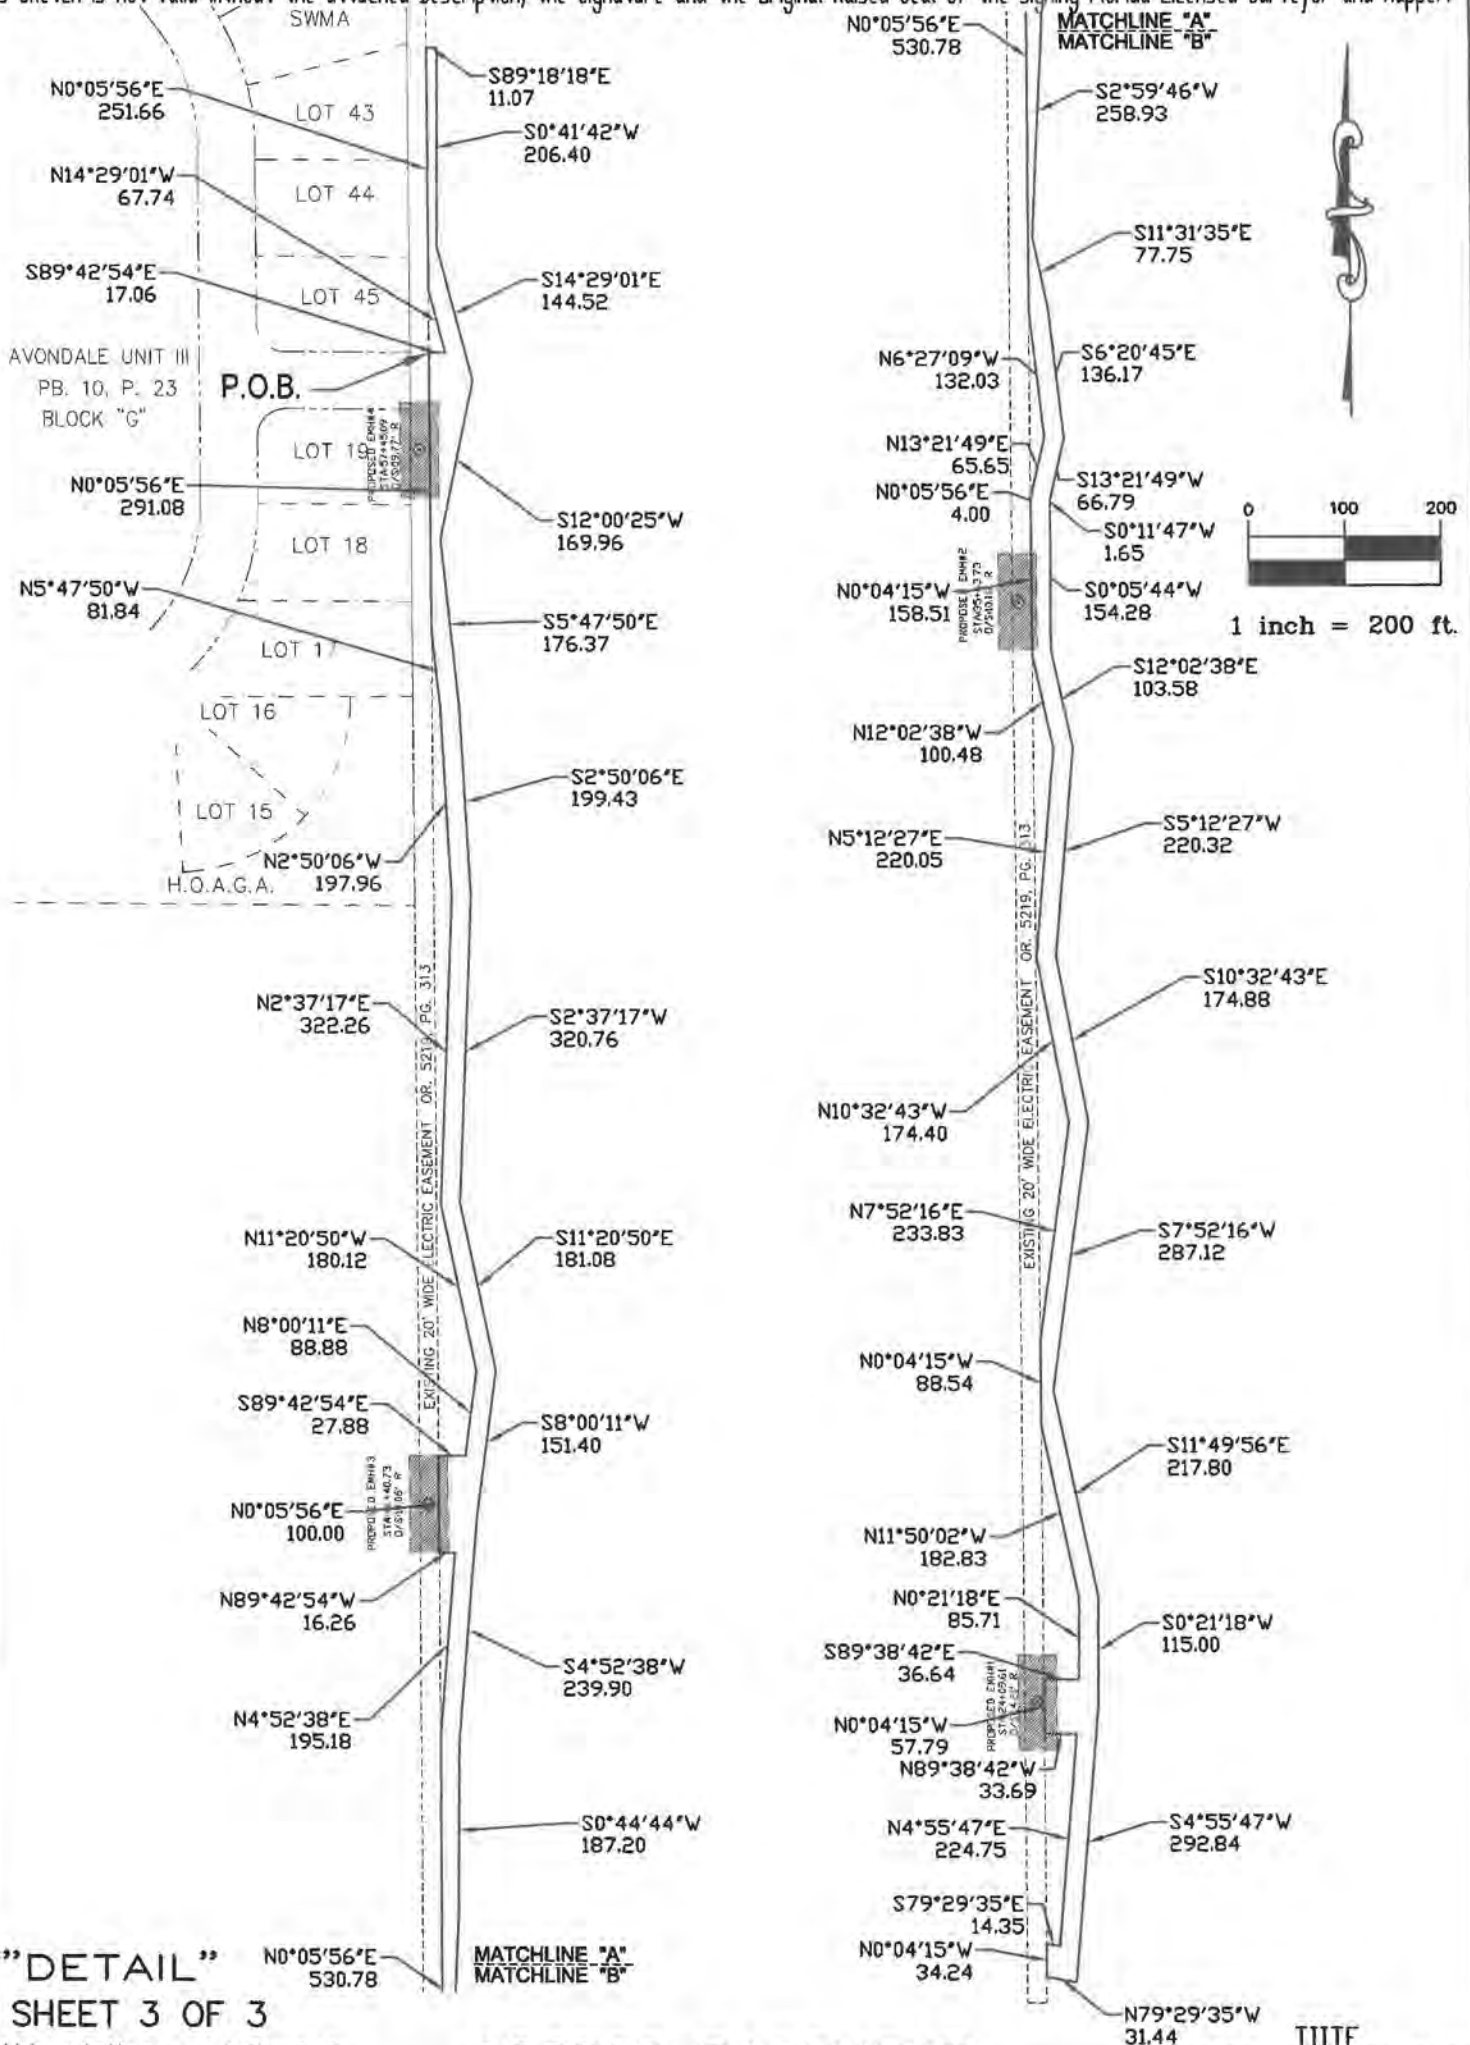 SWMA
N0°05'56"E
251.66
S89°18'18"E
11.07
LOT 43
S0°41'42"W
206.40
N14°29'01"W
67.74
LOT 44
S89°42'54"E
17.06
LOT 45
S14°29'01"E
144.52
AVONDALE UNIT III
PB. 10, P. 23
BLOCK "G"
P.O.B.
LOT 19
PROPOSED EMH#4
N0°05'56"E
291.08
S12°00'25"W
169.96
LOT 18
N5°47'50"W
81.84
S5°47'50"E
176.37
LOT 17
LOT 16
S2°50'06"E
199.43
LOT 15
N2°50'06"W
197.96
H.O.A.G.A.
EXISTING 20' WIDE ELECTRIC EASEMENT OR. 5219, PG. 313
N2°37'17"E
322.26
S2°37'17"W
320.76
N11°20'50"W
180.12
S11°20'50"E
181.08
N8°00'11"E
88.88
S89°42'54"E
27.88
S8°00'11"W
151.40
PROPOSED EMH#3
N0°05'56"E
100.00
N89°42'54"W
16.26
S4°52'38"W
239.90
N4°52'38"E
195.18
S0°44'44"W
187.20
N0°05'56"E
530.78
MATCHLINE "A"
MATCHLINE "B"
"DETAIL"
SHEET 3 OF 3
N0°05'56"E
530.78
MATCHLINE "A"
MATCHLINE "B"
S2°59'46"W
258.93
S11°31'35"E
77.75
N6°27'09"W
132.03
S6°20'45"E
136.17
N13°21'49"E
65.65
S13°21'49"W
66.79
N0°05'56"E
4.00
S0°11'47"W
1.65
0 100 200
1 inch = 200 ft.
N0°04'15"W
158.51
S0°05'44"W
154.28
S12°02'38"E
103.58
N12°02'38"W
100.48
N5°12'27"E
220.05
S5°12'27"W
220.32
EXISTING 20' WIDE ELECTRIC EASEMENT OR. 5219, PG. 313
S10°32'43"E
174.88
N10°32'43"W
174.40
N7°52'16"E
233.83
S7°52'16"W
287.12
N0°04'15"W
88.54
S11°49'56"E
217.80
N11°50'02"W
182.83
N0°21'18"E
85.71
S0°21'18"W
115.00
S89°38'42"E
36.64
N0°04'15"W
57.79
N89°38'42"W
33.69
N4°55'47"E
224.75
S4°55'47"W
292.84
S79°29'35"E
14.35
N0°04'15"W
34.24
N79°29'35"W
31.44